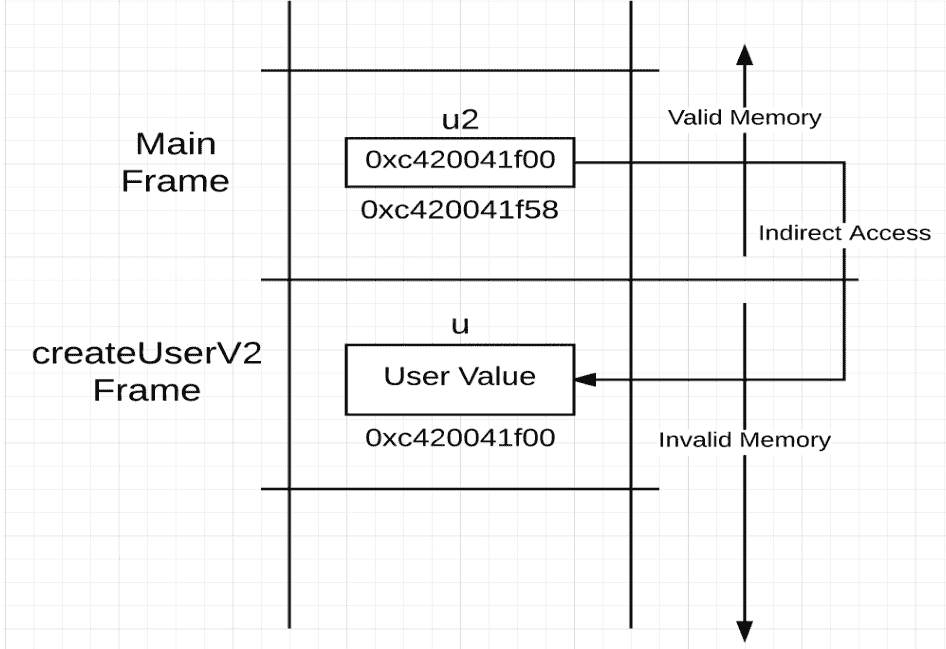 Main
Frame
u2
0xc420041f00
0xc420041f58
Valid Memory
Indirect Access
createUserV2
Frame
u
User Value
0xc420041f00
Invalid Memory